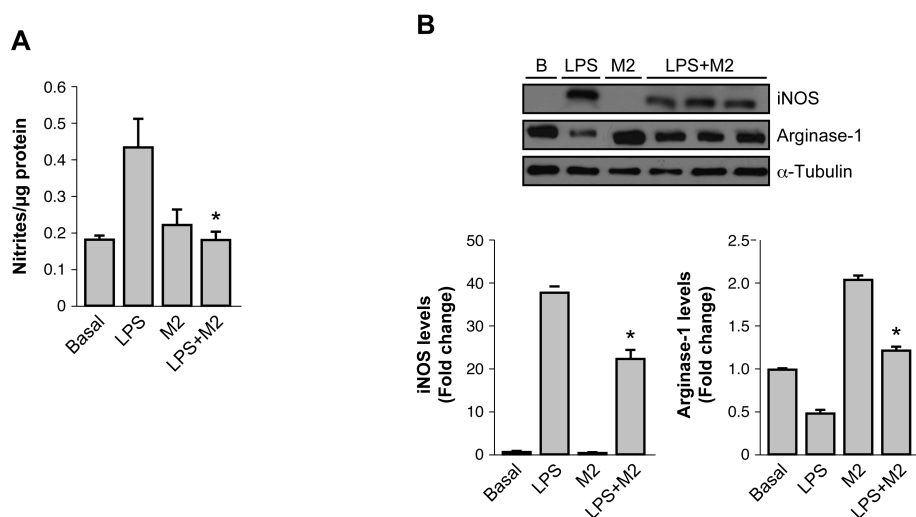 A
Nitrites/µg protein
0.6
0.5
0.4
0.3
0.2
0.1
0
*
Basal
LPS
M2
LPS+M2
B
B LPS M2 LPS+M2
iNOS
Arginase-1
α-Tubulin
iNOS levels
(Fold change)
50
40
30
20
10
0
*
Basal
LPS
M2
LPS+M2
Arginase-1 levels
(Fold change)
2.5
2.0
1.5
1.0
0.5
0
*
Basal
LPS
M2
LPS+M2